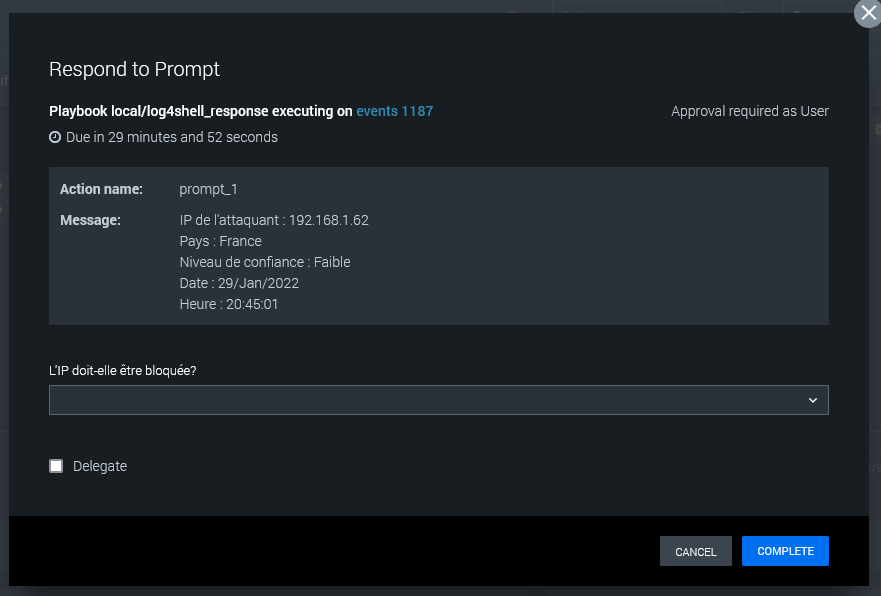 Respond to Prompt
Playbook local/log4shell_response executing on events 1187
Approval required as User
Due in 29 minutes and 52 seconds
Action name: prompt_1
Message: IP de l'attaquant : 192.168.1.62
Pays : France
Niveau de confiance : Faible
Date : 29/Jan/2022
Heure : 20:45:01
L'IP doit-elle être bloquée?
Delegate
CANCEL
COMPLETE